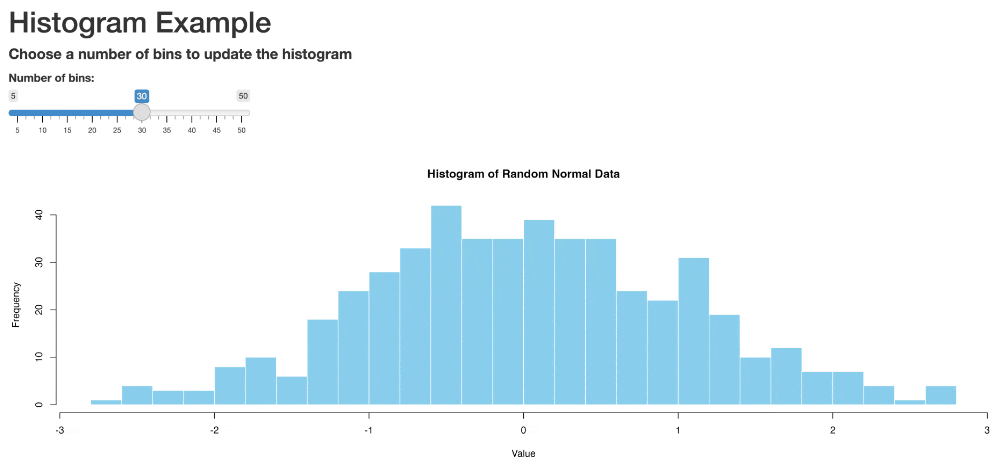 Histogram Example
Choose a number of bins to update the histogram
Number of bins:
5 30 50
5 10 15 20 25 30 35 40 45 50
Histogram of Random Normal Data
40
30
20
10
0
Frequency
-3 -2 -1 0 1 2 3
Value